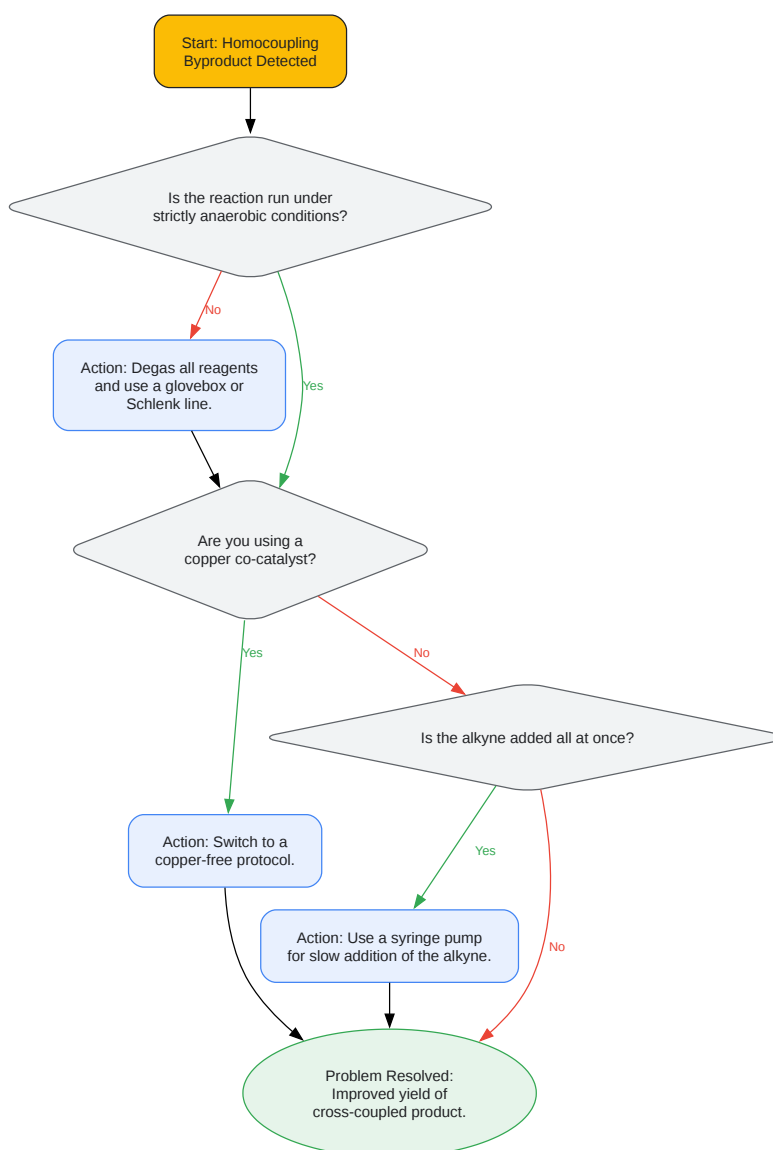 Start: Homocoupling
Byproduct Detected
Is the reaction run under
strictly anaerobic conditions?
No
Action: Degas all reagents
and use a glovebox or
Schlenk line.
Yes
Are you using a
copper co-catalyst?
Yes
No
Is the alkyne added all at once?
Action: Switch to a
copper-free protocol.
Yes
Action: Use a syringe pump
for slow addition of the alkyne.
No
Problem Resolved:
Improved yield of
cross-coupled product.